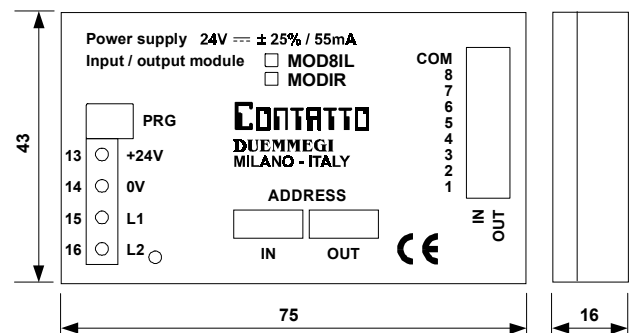 Power supply 24V ⎓ ± 25% / 55mA
Input / output module ☐ MOD8IL
☐ MODIR
COM
8
7
6
5
4
3
2
1
IN
OUT
PRG
13 +24V
14 0V
15 L1
16 L2
CONTATTO
DUEMMEGI
MILANO - ITALY
ADDRESS
IN OUT
CE
43
75
16